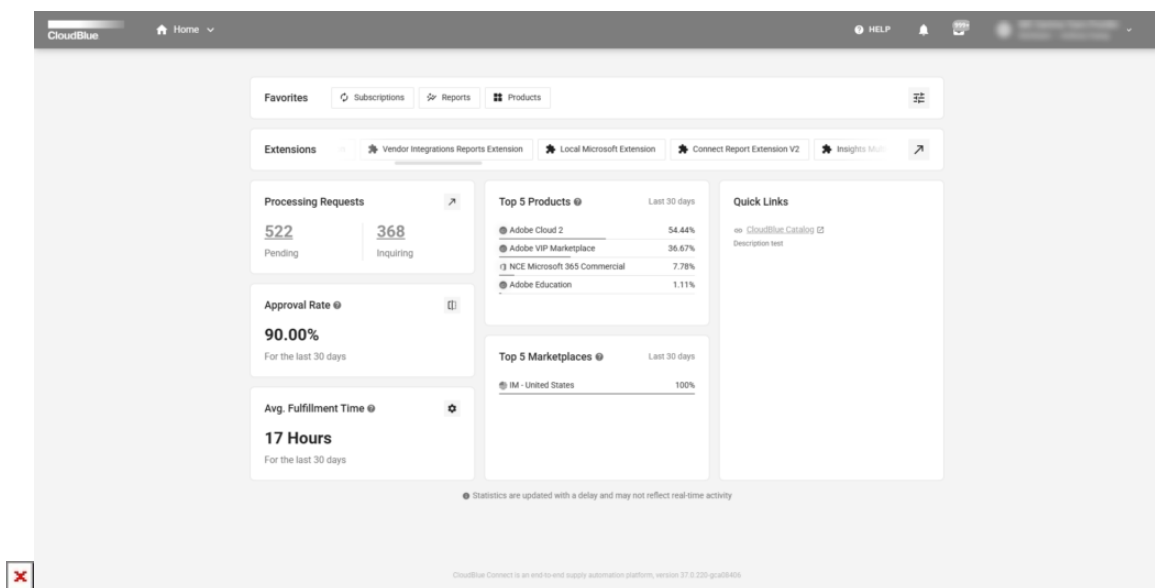 CloudBlue
Home
HELP
999+
Favorites
Subscriptions
Reports
Products
Extensions
Vendor Integrations Reports Extension
Local Microsoft Extension
Connect Report Extension V2
Insights
Processing Requests
522
Pending
368
Inquiring
Approval Rate
90.00%
For the last 30 days
Avg. Fulfillment Time
17 Hours
For the last 30 days
Top 5 Products
Last 30 days
Adobe Cloud 2 54.44%
Adobe VIP Marketplace 36.67%
NCE Microsoft 365 Commercial 7.78%
Adobe Education 1.11%
Top 5 Marketplaces
Last 30 days
IM - United States 100%
Quick Links
CloudBlue Catalog
Description test
Statistics are updated with a delay and may not reflect real-time activity
CloudBlue Connect is an end-to-end supply automation platform, version 37.0.220-gca08406